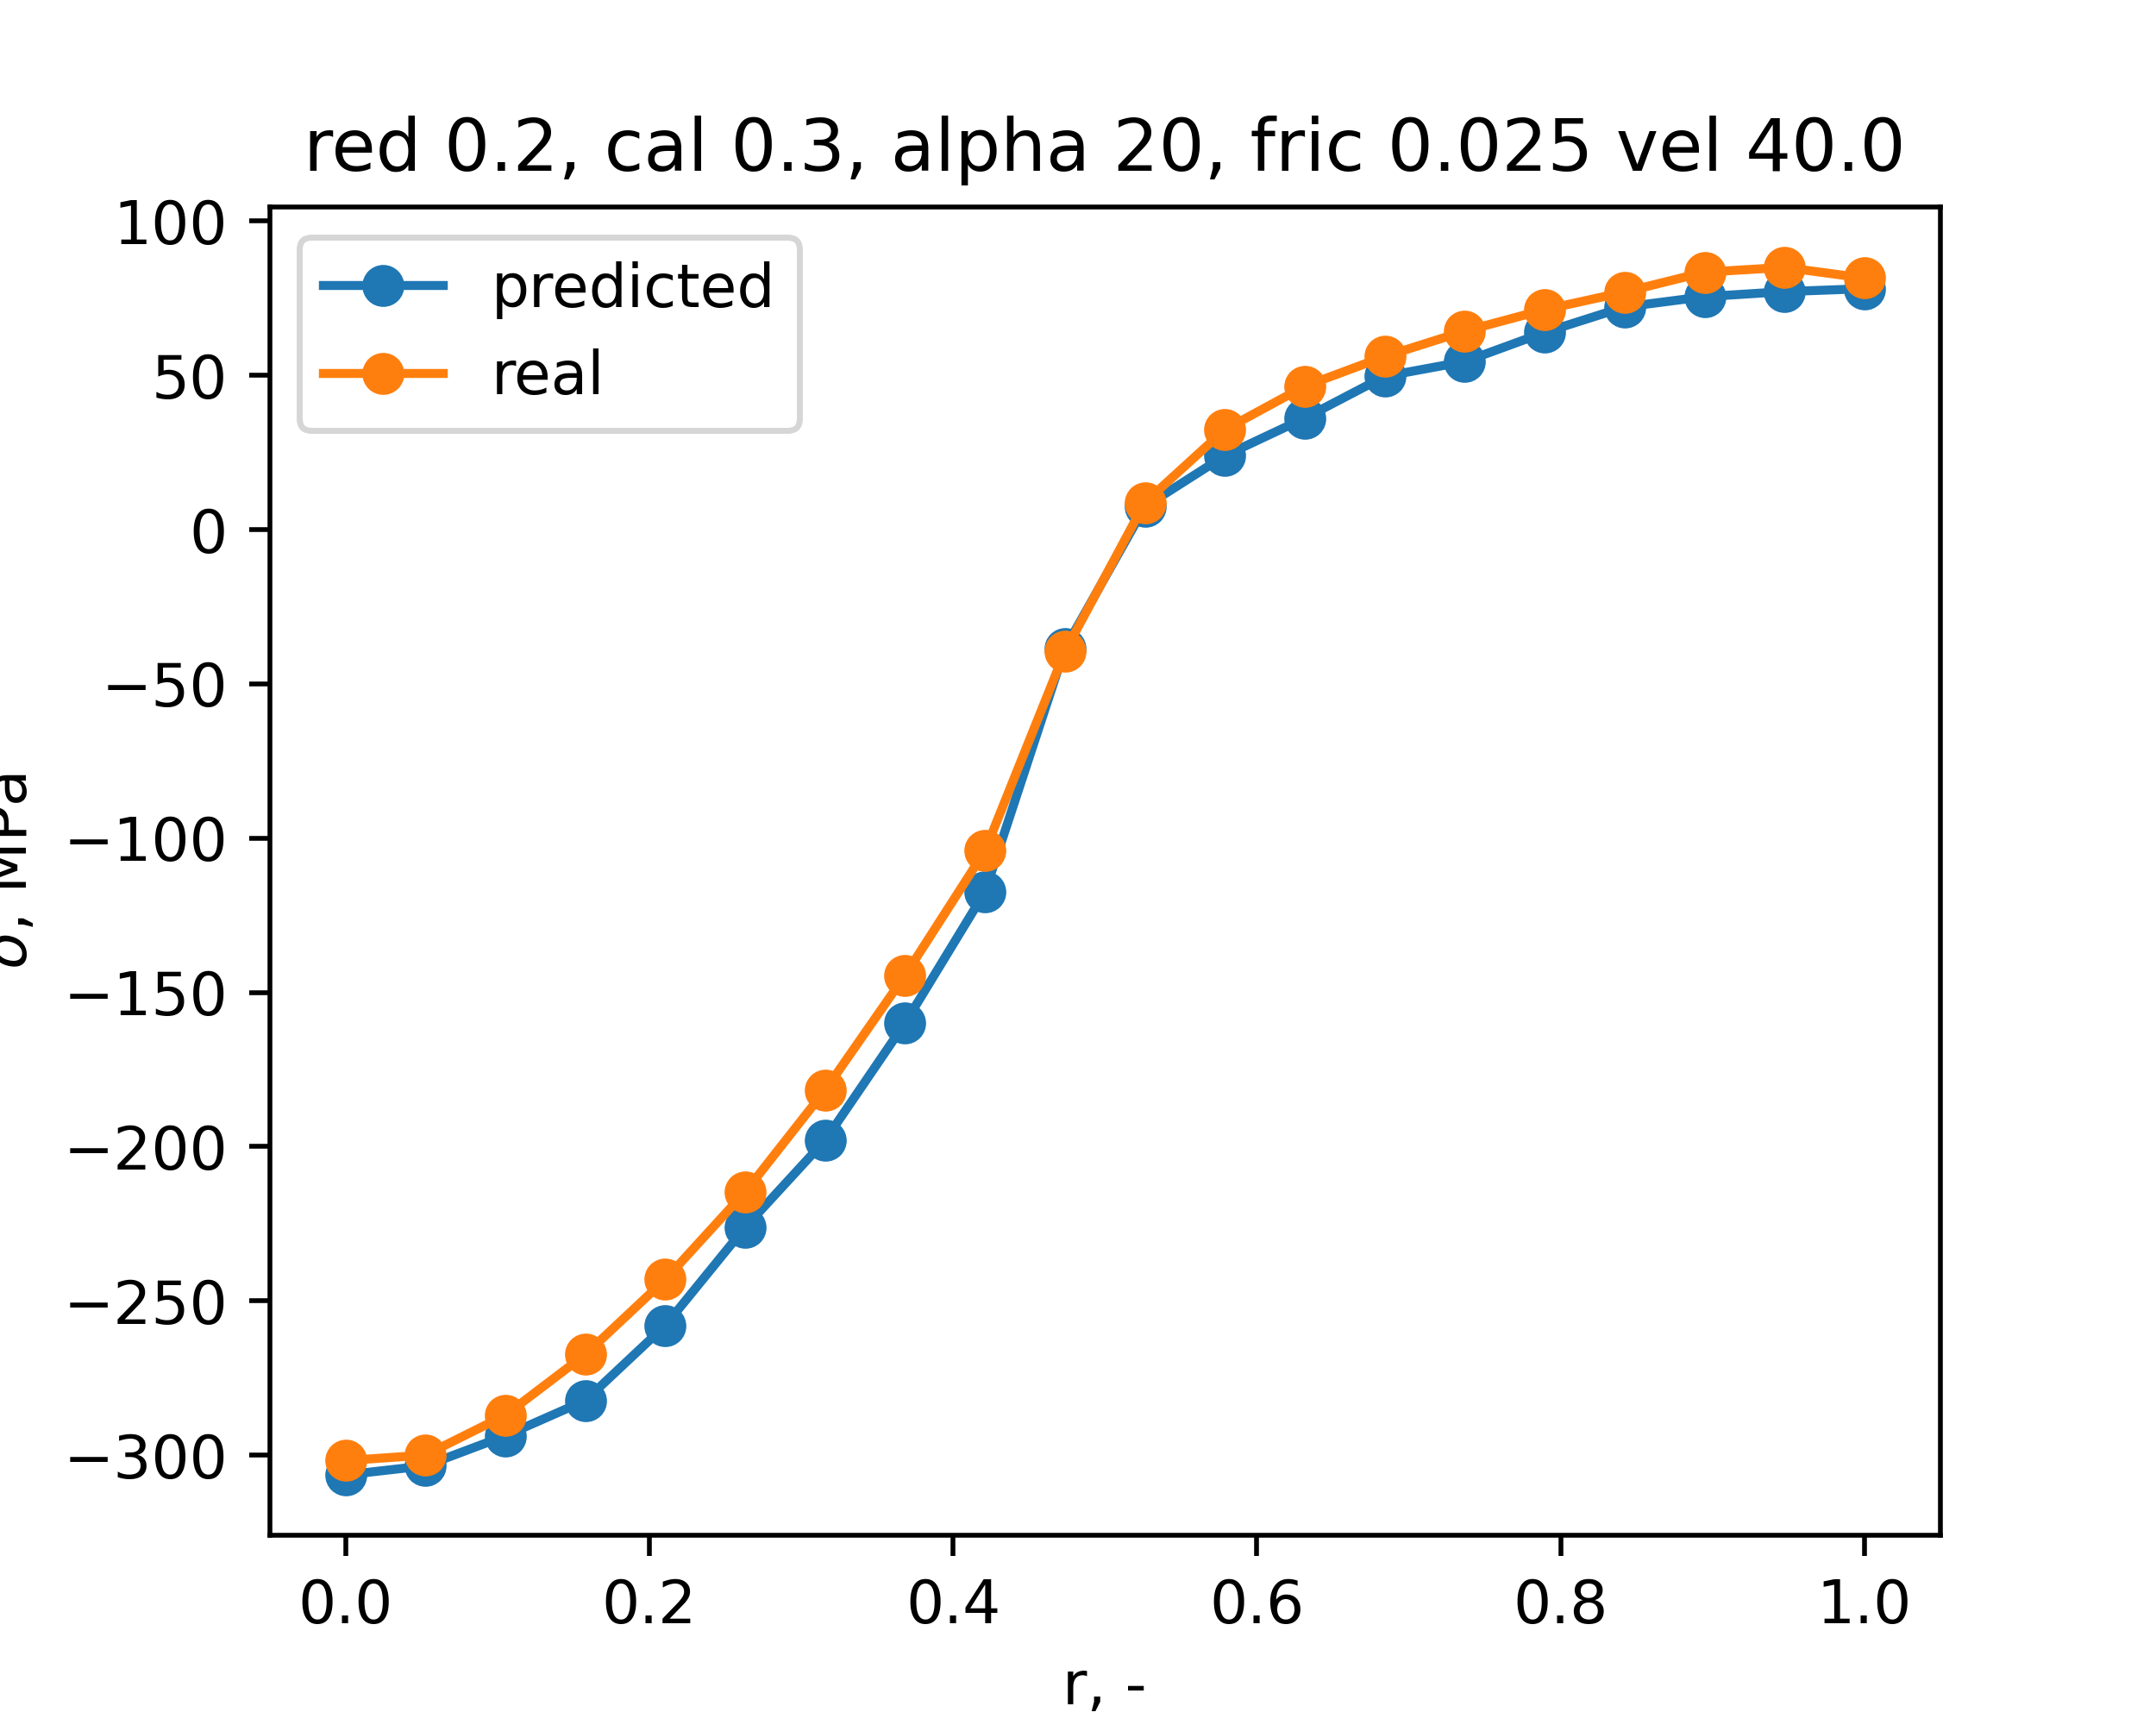 red 0.2, cal 0.3, alpha 20, fric 0.025 vel 40.0
predicted
real
100
50
0
−50
−100
−150
−200
−250
−300
σ, MPa
0.0 0.2 0.4 0.6 0.8 1.0
r, -